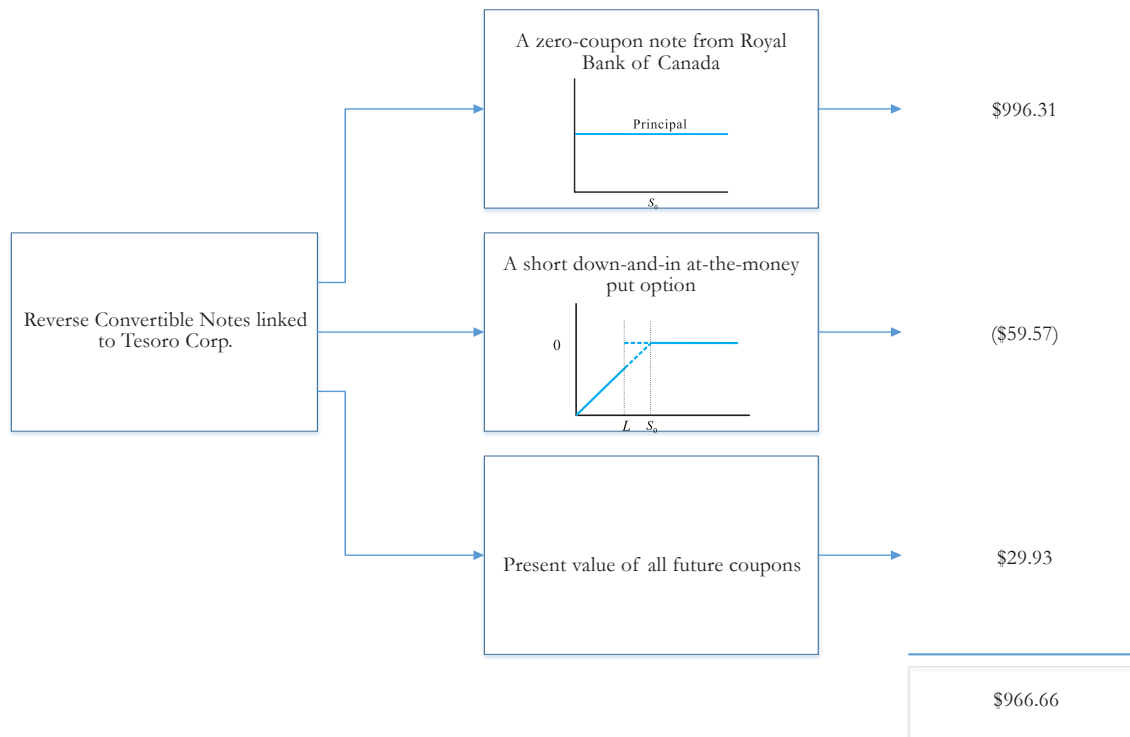 A zero-coupon note from Royal
Bank of Canada
Principal
S₀
$996.31
Reverse Convertible Notes linked
to Tesoro Corp.
A short down-and-in at-the-money
put option
0
L S₀
($59.57)
Present value of all future coupons
$29.93
$966.66